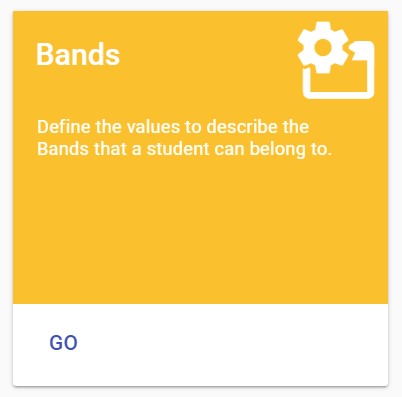 Bands
Define the values to describe the
Bands that a student can belong to.
GO